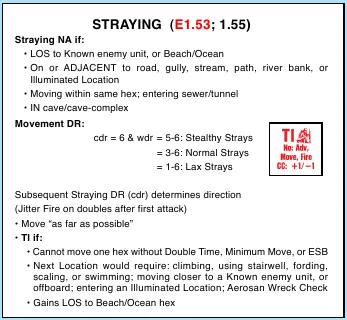 STRAYING (E1.53; 1.55)
Straying NA if:
• LOS to Known enemy unit, or Beach/Ocean
• On or ADJACENT to road, gully, stream, path, river bank, or
Illuminated Location
• Moving within same hex; entering sewer/tunnel
• IN cave/cave-complex
Movement DR:
cdr = 6 & wdr = 5-6: Stealthy Strays
= 3-6: Normal Strays
= 1-6: Lax Strays
TI
No: Adv,
Move, Fire
CC: +1/-1
Subsequent Straying DR (cdr) determines direction
(Jitter Fire on doubles after first attack)
• Move “as far as possible”
• TI if:
• Cannot move one hex without Double Time, Minimum Move, or ESB
• Next Location would require: climbing, using stairwell, fording,
scaling, or swimming; moving closer to a Known enemy unit, or
offboard; entering an Illuminated Location; Aerosan Wreck Check
• Gains LOS to Beach/Ocean hex